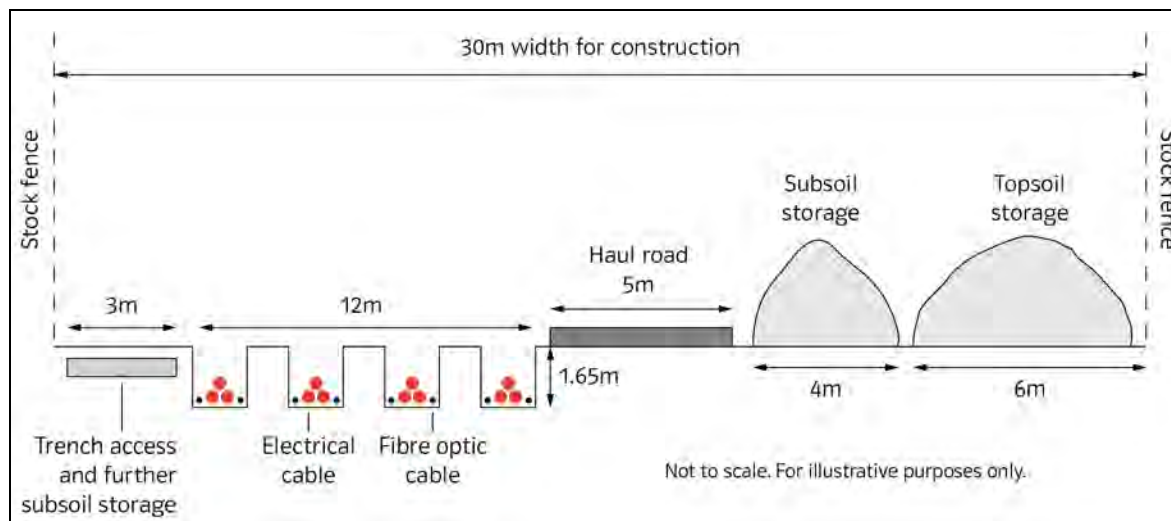 30m width for construction
Stock fence
Stock fence
Subsoil
storage
Topsoil
storage
Haul road
5m
3m
12m
1.65m
4m
6m
Trench access
and further
subsoil storage
Electrical
cable
Fibre optic
cable
Not to scale. For illustrative purposes only.